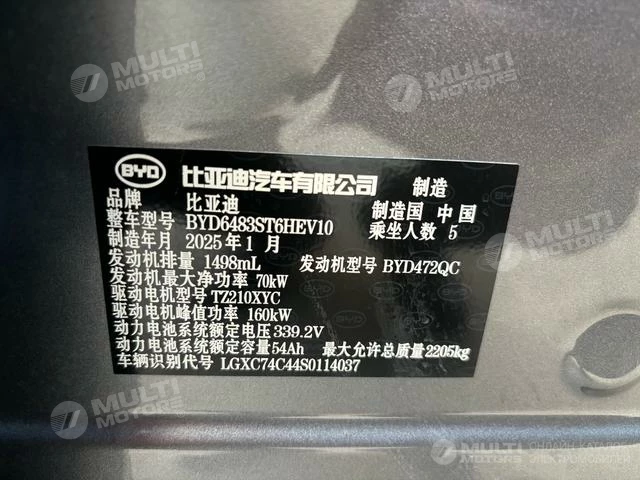 MULTI MOTORS
MULTI MOTORS
BYD 比亚迪汽车有限公司 制造
品牌 比亚迪 制造国 中国
整车型号 BYD6483ST6HEV10 乘坐人数 5
制造年月 2025年1月
发动机排量 1498mL 发动机型号 BYD472QC
发动机最大净功率 70kW
驱动电机型号 TZ210XYC
驱动电机峰值功率 160kW
动力电池系统额定电压 339.2V
动力电池系统额定容量 54Ah 最大允许总质量 2205kg
车辆识别代号 LGXC74C44S0114037
MULTI MOTORS
MULTI MOTORS